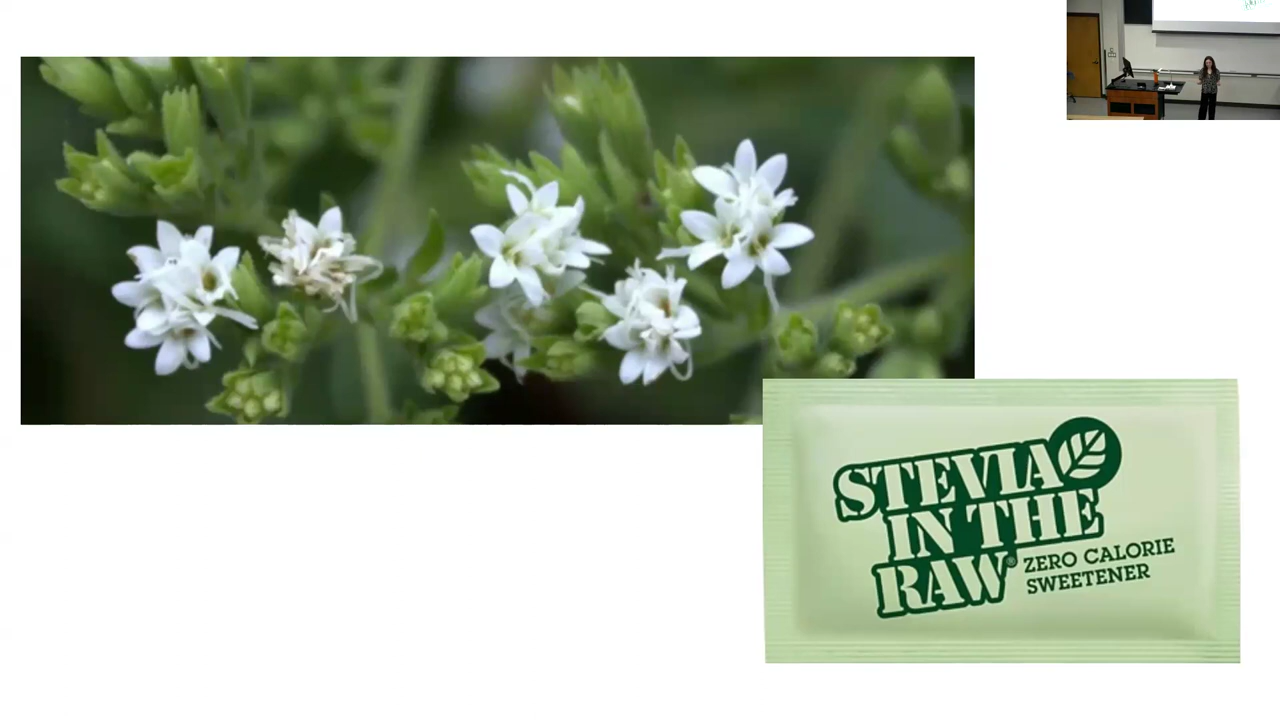 STEVIA
IN THE
RAW®
ZERO CALORIE
SWEETENER